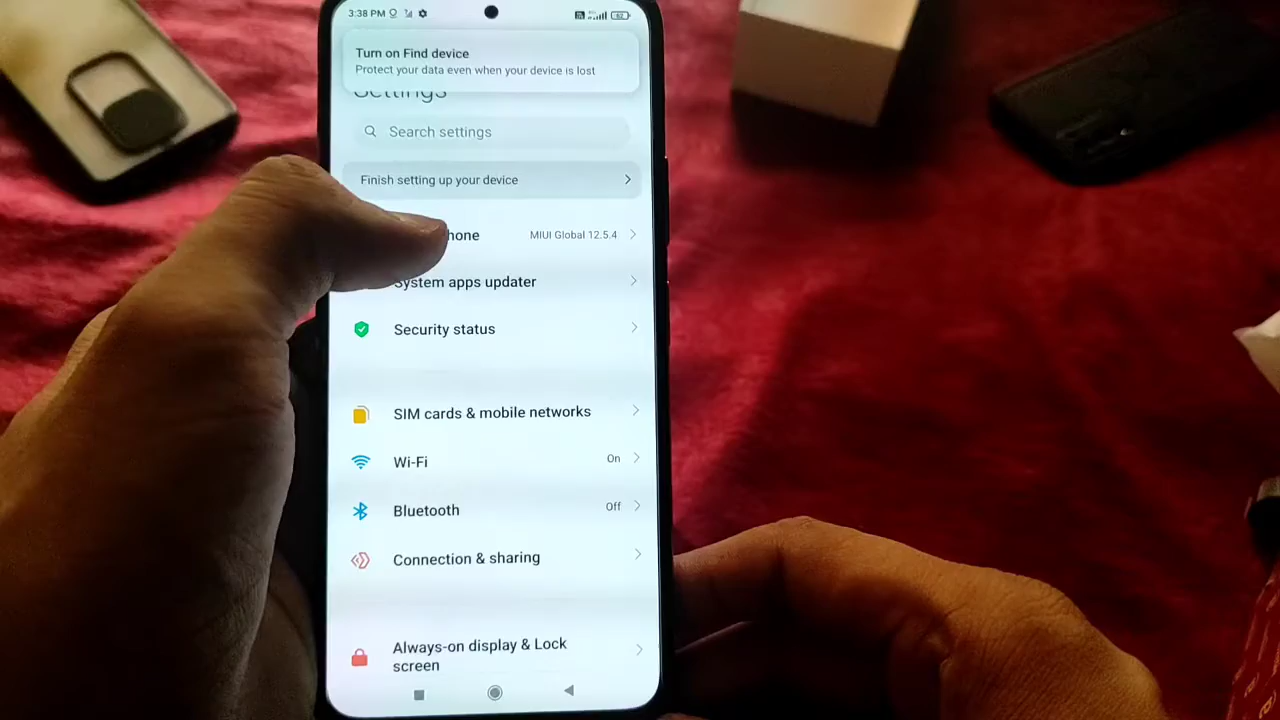 3:38 PM
62
Turn on Find device
Protect your data even when your device is lost
Settings
Search settings
Finish setting up your device
hone MIUI Global 12.5.4
System apps updater
Security status
SIM cards & mobile networks
Wi-Fi On
Bluetooth Off
Connection & sharing
Always-on display & Lock
screen